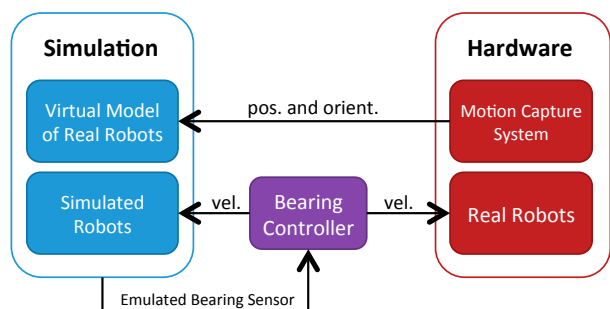 Simulation
Hardware
Virtual Model
of Real Robots
pos. and orient.
Motion Capture
System
Simulated
Robots
vel.
Bearing
Controller
vel.
Real Robots
Emulated Bearing Sensor